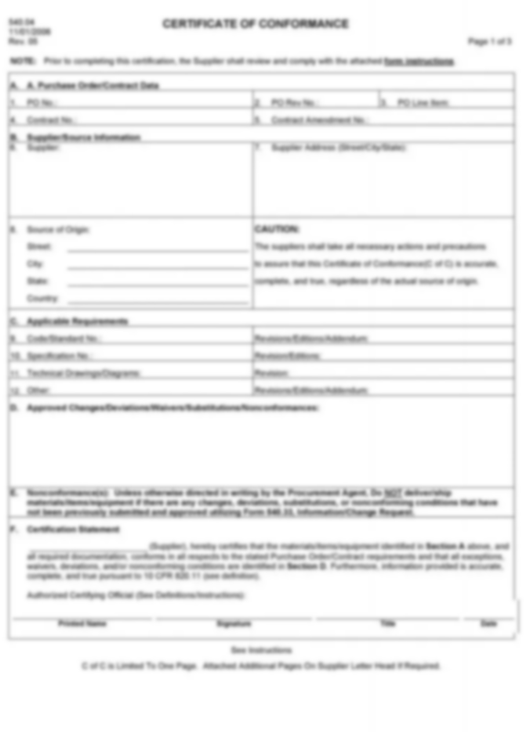 540.04
11/01/2006
Rev. 05
CERTIFICATE OF CONFORMANCE
Page 1 of 3
NOTE: Prior to completing this certification, the Supplier shall review and comply with the attached form instructions.
A. A. Purchase Order/Contract Data
1. PO No.: 2. PO Rev No.: 3. PO Line Item:
4. Contract No.: 5. Contract Amendment No.:
B. Supplier/Source Information
6. Supplier: 7. Supplier Address (Street/City/State):
8. Source of Origin:
Street:
City:
State:
Country:
CAUTION:
The suppliers shall take all necessary actions and precautions
to assure that this Certificate of Conformance(C of C) is accurate,
complete, and true, regardless of the actual source of origin.
C. Applicable Requirements
9. Code/Standard No.: Revisions/Editions/Addendum:
10. Specification No.: Revision/Editions:
11. Technical Drawings/Diagrams: Revision:
12. Other: Revisions/Editions/Addendum:
D. Approved Changes/Deviations/Waivers/Substitutions/Nonconformances:
E. Nonconformance(s): Unless otherwise directed in writing by the Procurement Agent, Do NOT deliver/ship
materials/items/equipment if there are any changes, deviations, substitutions, or nonconforming conditions that have
not been previously submitted and approved utilizing Form 540.33, Information/Change Request.
F. Certification Statement
(Supplier), hereby certifies that the materials/items/equipment identified in Section A above, and
all required documentation, conforms in all respects to the stated Purchase Order/Contract requirements and that all exceptions,
waivers, deviations, and/or nonconforming conditions are identified in Section D. Furthermore, information provided is accurate,
complete, and true pursuant to 10 CFR 820.11 (see definition).
Authorized Certifying Official (See Definitions/Instructions):
Printed Name Signature Title Date
See Instructions
C of C is Limited To One Page. Attached Additional Pages On Supplier Letter Head If Required.